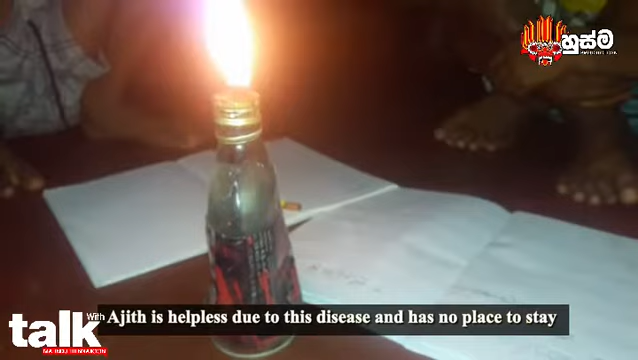 හුස්ම
Ajith is helpless due to this disease and has no place to stay
talk With